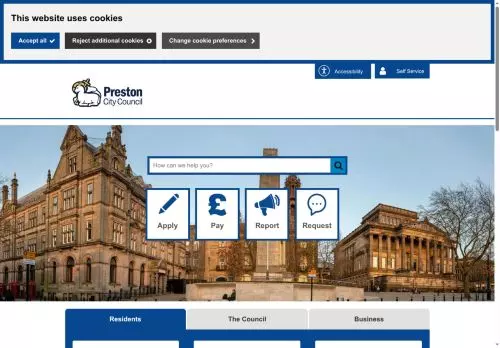 This website uses cookies
Accept all
Reject additional cookies
Change cookie preferences
Accessibility
Self Service
Preston
City Council
How can we help you?
Apply
Pay
Report
Request
Residents
The Council
Business